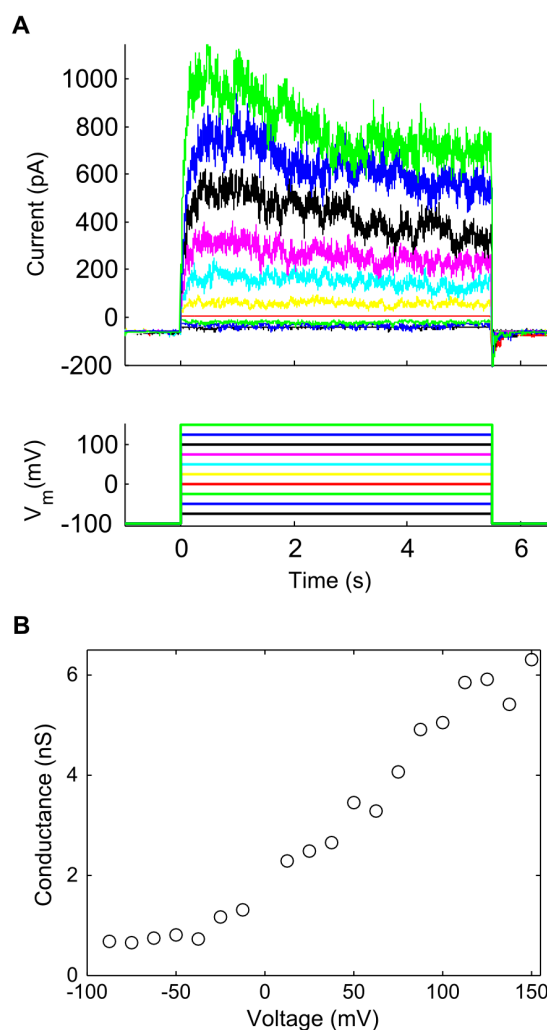 A
1000
800
600
400
200
0
-200
Current (pA)
100
0
-100
V_m(mV)
0 2 4 6
Time (s)
B
6
4
2
0
Conductance (nS)
-100 -50 0 50 100 150
Voltage (mV)